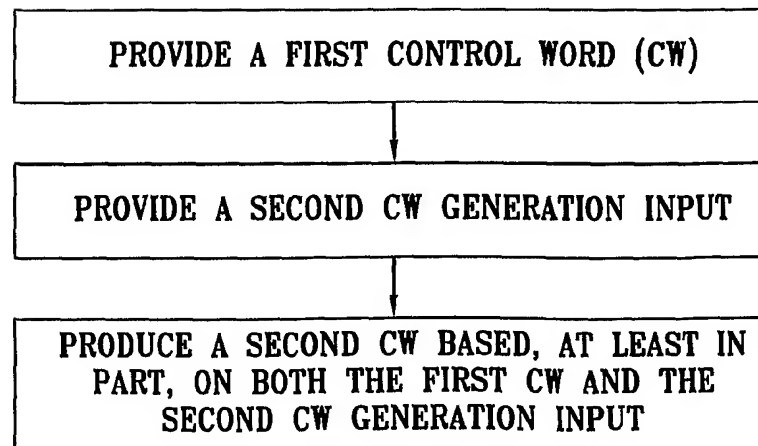 PROVIDE A FIRST CONTROL WORD (CW)
PROVIDE A SECOND CW GENERATION INPUT
PRODUCE A SECOND CW BASED, AT LEAST IN
PART, ON BOTH THE FIRST CW AND THE
SECOND CW GENERATION INPUT